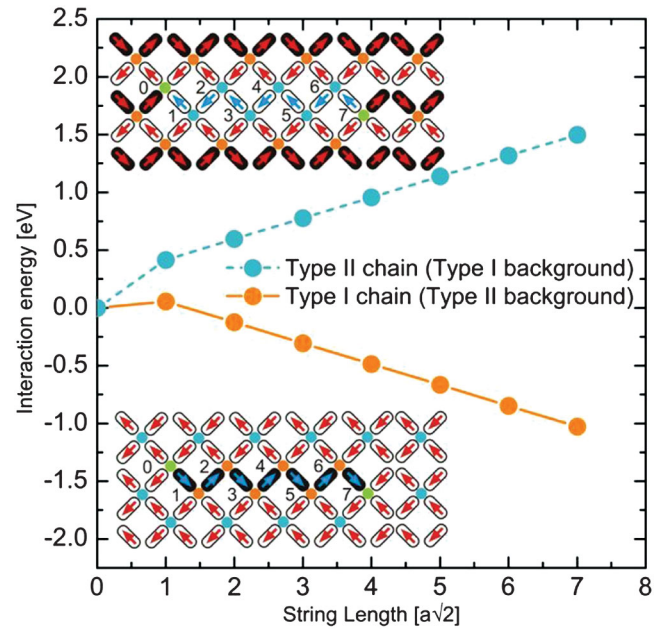 2.5
2.0
1.5
1.0
0.5
0.0
-0.5
-1.0
-1.5
-2.0
Interaction energy [eV]
0 2 4 6
1 3 5 7
Type II chain (Type I background)
Type I chain (Type II background)
0 2 4 6
1 3 5 7
0 1 2 3 4 5 6 7 8
String Length [a√2]